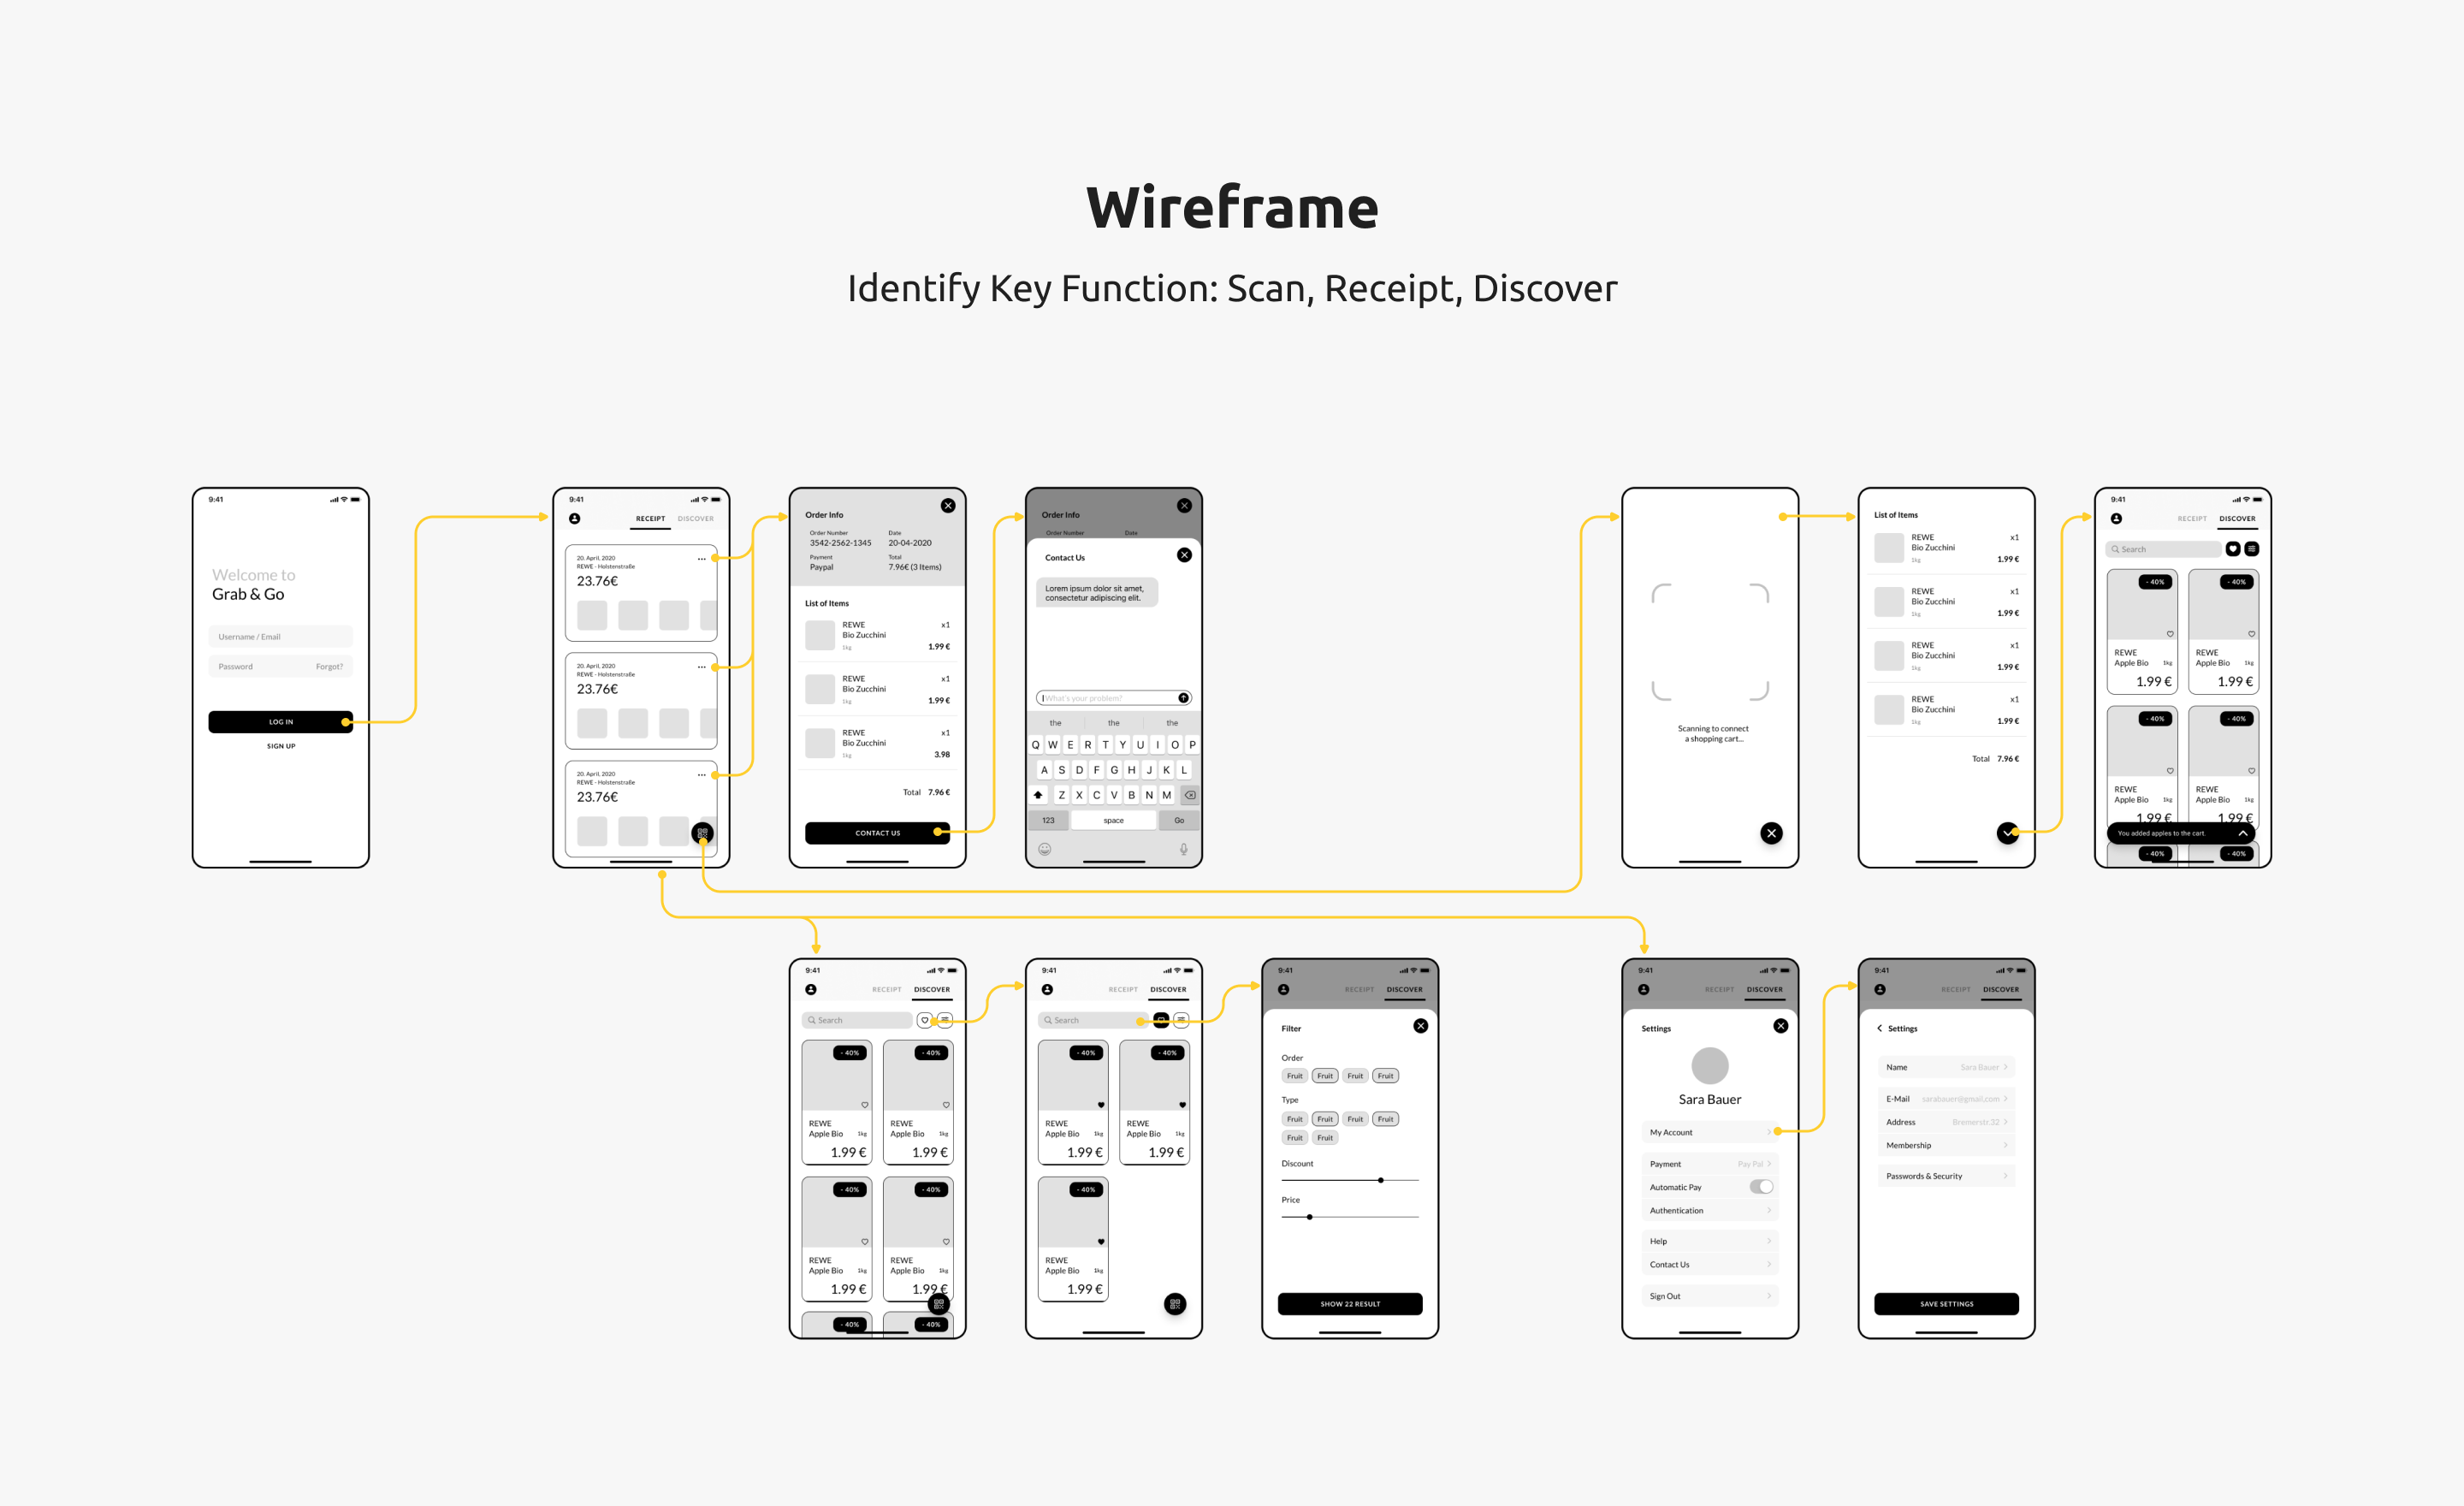 Wireframe
Identify Key Function: Scan, Receipt, Discover
9:41
Welcome to
Grab & Go
Username / Email
Password Forgot?
LOG IN
SIGN UP
9:41
RECEIPT DISCOVER
20. April, 2020
REWE - Holstenstraße
23.76€
20. April, 2020
REWE - Holstenstraße
23.76€
20. April, 2020
REWE - Holstenstraße
23.76€
Order Info
Order Number Date
3542-2562-1345 20-04-2020
Payment Total
Paypal 7.96€ (3 Items)
List of Items
REWE x1
Bio Zucchini
1kg 1.99 €
REWE x1
Bio Zucchini
1kg 1.99 €
REWE x1
Bio Zucchini
1kg 3.98
Total 7.96 €
CONTACT US
Order Info
Order Number Date
Contact Us
Lorem ipsum dolor sit amet,
consectetur adipiscing elit.
What's your problem?
the the the
Q W E R T Y U I O P
A S D F G H J K L
Z X C V B N M
123 space Go
Scanning to connect
a shopping cart...
List of Items
REWE x1
Bio Zucchini
1kg 1.99 €
REWE x1
Bio Zucchini
1kg 1.99 €
REWE x1
Bio Zucchini
1kg 1.99 €
REWE x1
Bio Zucchini
1kg 1.99 €
Total 7.96 €
9:41
RECEIPT DISCOVER
Search
- 40% - 40%
REWE REWE
Apple Bio 1kg Apple Bio 1kg
1.99 € 1.99 €
- 40% - 40%
REWE REWE
Apple Bio 1kg Apple Bio 1kg
1.99 € 1.99 €
You added apples to the cart.
- 40% - 40%
9:41
RECEIPT DISCOVER
Search
- 40% - 40%
REWE REWE
Apple Bio 1kg Apple Bio 1kg
1.99 € 1.99 €
- 40% - 40%
REWE REWE
Apple Bio 1kg Apple Bio 1kg
1.99 € 1.99 €
- 40% - 40%
9:41
RECEIPT DISCOVER
Search
- 40% - 40%
REWE REWE
Apple Bio 1kg Apple Bio 1kg
1.99 € 1.99 €
- 40%
REWE
Apple Bio 1kg
1.99 €
9:41
RECEIPT DISCOVER
Filter
Order
Fruit Fruit Fruit Fruit
Type
Fruit Fruit Fruit Fruit
Fruit Fruit
Discount
Price
SHOW 22 RESULT
9:41
RECEIPT DISCOVER
Settings
Sara Bauer
My Account
Payment Pay Pal
Automatic Pay
Authentication
Help
Contact Us
Sign Out
9:41
RECEIPT DISCOVER
Settings
Name Sara Bauer
E-Mail sarabauer@gmail.com
Address Bremerstr.32
Membership
Passwords & Security
SAVE SETTINGS